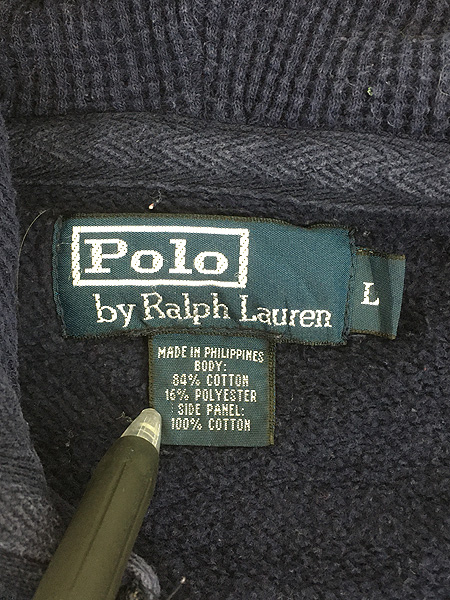 Polo
by Ralph Lauren
L
MADE IN PHILIPPINES
BODY:
84% COTTON
16% POLYESTER
SIDE PANEL:
100% COTTON